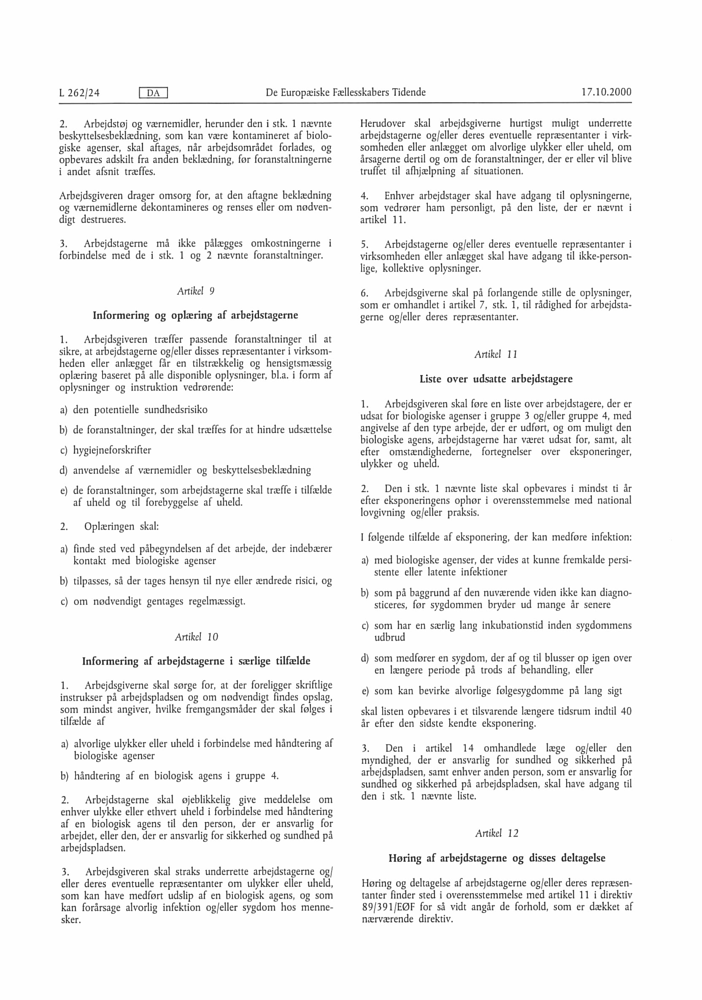 L 262/24 DA De Europæiske Fællesskabers Tidende 17.10.2000
2. Arbejdstøj og værnemidler, herunder den i stk. 1 nævnte
beskyttelsesbeklædning, som kan være kontamineret af biolo-
giske agenser, skal aftages, når arbejdsområdet forlades, og
opbevares adskilt fra anden beklædning, før foranstaltningerne
i andet afsnit træffes.
Arbejdsgiveren drager omsorg for, at den aftagne beklædning
og værnemidlerne dekontamineres og renses eller om nødven-
digt destrueres.
3. Arbejdstagerne må ikke pålægges omkostningerne i
forbindelse med de i stk. 1 og 2 nævnte foranstaltninger.
Artikel 9
Informering og oplæring af arbejdstagerne
1. Arbejdsgiveren træffer passende foranstaltninger til at
sikre, at arbejdstagerne og/eller disses repræsentanter i virksom-
heden eller anlægget får en tilstrækkelig og hensigtsmæssig
oplæring baseret på alle disponible oplysninger, bl.a. i form af
oplysninger og instruktion vedrørende:
a) den potentielle sundhedsrisiko
b) de foranstaltninger, der skal træffes for at hindre udsættelse
c) hygiejneforskrifter
d) anvendelse af værnemidler og beskyttelsesbeklædning
e) de foranstaltninger, som arbejdstagerne skal træffe i tilfælde
af uheld og til forebyggelse af uheld.
2. Oplæringen skal:
a) finde sted ved påbegyndelsen af det arbejde, der indebærer
kontakt med biologiske agenser
b) tilpasses, så der tages hensyn til nye eller ændrede risici, og
c) om nødvendigt gentages regelmæssigt.
Artikel 10
Informering af arbejdstagerne i særlige tilfælde
1. Arbejdsgiverne skal sørge for, at der foreligger skriftlige
instrukser på arbejdspladsen og om nødvendigt findes opslag,
som mindst angiver, hvilke fremgangsmåder der skal følges i
tilfælde af
a) alvorlige ulykker eller uheld i forbindelse med håndtering af
biologiske agenser
b) håndtering af en biologisk agens i gruppe 4.
2. Arbejdstagerne skal øjeblikkelig give meddelelse om
enhver ulykke eller ethvert uheld i forbindelse med håndtering
af en biologisk agens til den person, der er ansvarlig for
arbejdet, eller den, der er ansvarlig for sikkerhed og sundhed på
arbejdspladsen.
3. Arbejdsgiveren skal straks underrette arbejdstagerne og/
eller deres eventuelle repræsentanter om ulykker eller uheld,
som kan have medført udslip af en biologisk agens, og som
kan forårsage alvorlig infektion og/eller sygdom hos menne-
sker.
Herudover skal arbejdsgiverne hurtigst muligt underrette
arbejdstagerne og/eller deres eventuelle repræsentanter i virk-
somheden eller anlægget om alvorlige ulykker eller uheld, om
årsagerne dertil og om de foranstaltninger, der er eller vil blive
truffet til afhjælpning af situationen.
4. Enhver arbejdstager skal have adgang til oplysningerne,
som vedrører ham personligt, på den liste, der er nævnt i
artikel 11.
5. Arbejdstagerne og/eller deres eventuelle repræsentanter i
virksomheden eller anlægget skal have adgang til ikke-person-
lige, kollektive oplysninger.
6. Arbejdsgiverne skal på forlangende stille de oplysninger,
som er omhandlet i artikel 7, stk. 1, til rådighed for arbejdsta-
gerne og/eller deres repræsentanter.
Artikel 11
Liste over udsatte arbejdstagere
1. Arbejdsgiveren skal føre en liste over arbejdstagere, der er
udsat for biologiske agenser i gruppe 3 og/eller gruppe 4, med
angivelse af den type arbejde, der er udført, og om muligt den
biologiske agens, arbejdstagerne har været udsat for, samt, alt
efter omstændighederne, fortegnelser over eksponeringer,
ulykker og uheld.
2. Den i stk. 1 nævnte liste skal opbevares i mindst ti år
efter eksponeringens ophør i overensstemmelse med national
lovgivning og/eller praksis.
I følgende tilfælde af eksponering, der kan medføre infektion:
a) med biologiske agenser, der vides at kunne fremkalde persi-
stente eller latente infektioner
b) som på baggrund af den nuværende viden ikke kan diagno-
sticeres, før sygdommen bryder ud mange år senere
c) som har en særlig lang inkubationstid inden sygdommens
udbrud
d) som medfører en sygdom, der af og til blusser op igen over
en længere periode på trods af behandling, eller
e) som kan bevirke alvorlige følgesygdomme på lang sigt
skal listen opbevares i et tilsvarende længere tidsrum indtil 40
år efter den sidste kendte eksponering.
3. Den i artikel 14 omhandlede læge og/eller den
myndighed, der er ansvarlig for sundhed og sikkerhed på
arbejdspladsen, samt enhver anden person, som er ansvarlig for
sundhed og sikkerhed på arbejdspladsen, skal have adgang til
den i stk. 1 nævnte liste.
Artikel 12
Høring af arbejdstagerne og disses deltagelse
Høring og deltagelse af arbejdstagerne og/eller deres repræsen-
tanter finder sted i overensstemmelse med artikel 11 i direktiv
89/391/EØF for så vidt angår de forhold, som er dækket af
nærværende direktiv.